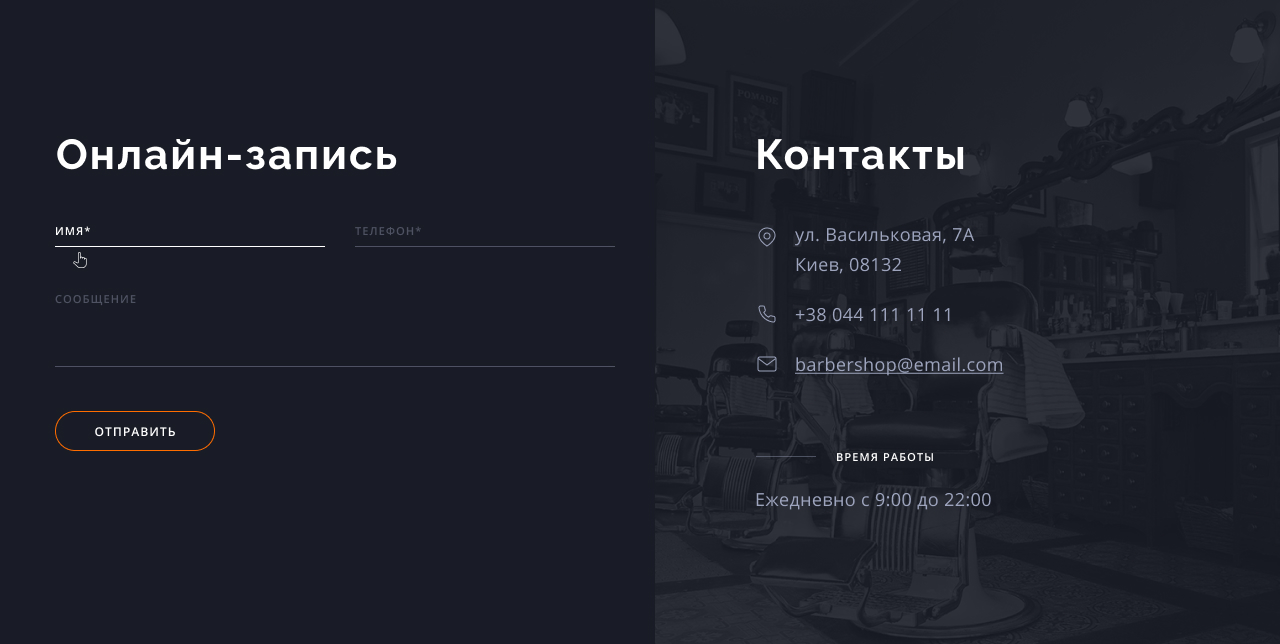 Онлайн-запись
ИМЯ*
ТЕЛЕФОН*
СООБЩЕНИЕ
ОТПРАВИТЬ
POMADE
Контакты
ул. Васильковая, 7А
Киев, 08132
+38 044 111 11 11
barbershop@email.com
ВРЕМЯ РАБОТЫ
Ежедневно с 9:00 до 22:00